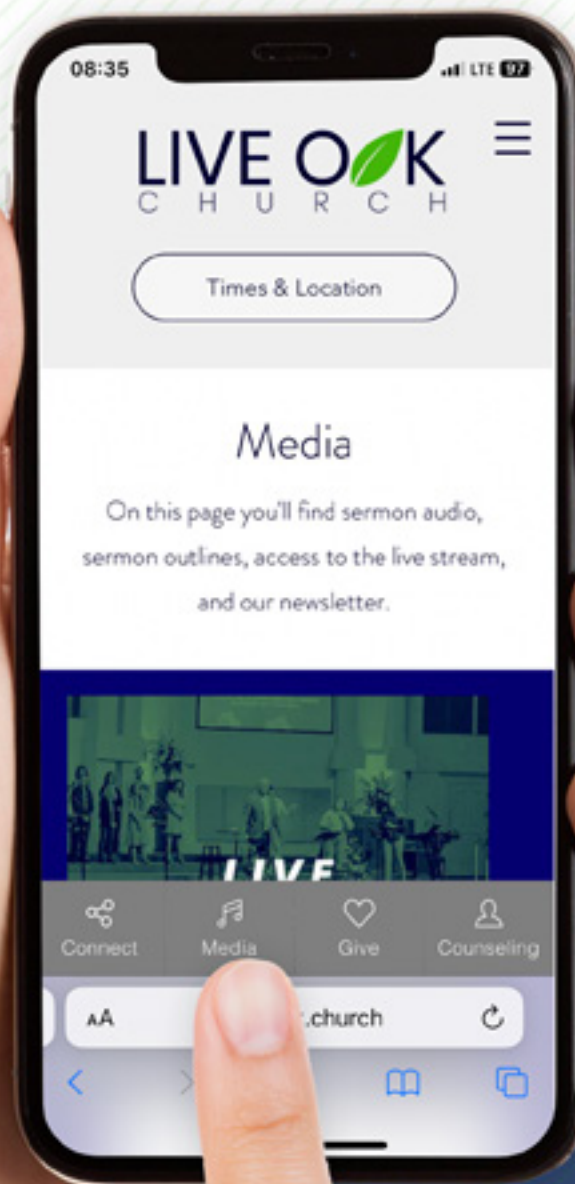 08:35
LTE 97
LIVE OAK
CHURCH
Times & Location
Media
On this page you'll find sermon audio,
sermon outlines, access to the live stream,
and our newsletter.
LIVE
Connect Media Give Counseling
AA .church